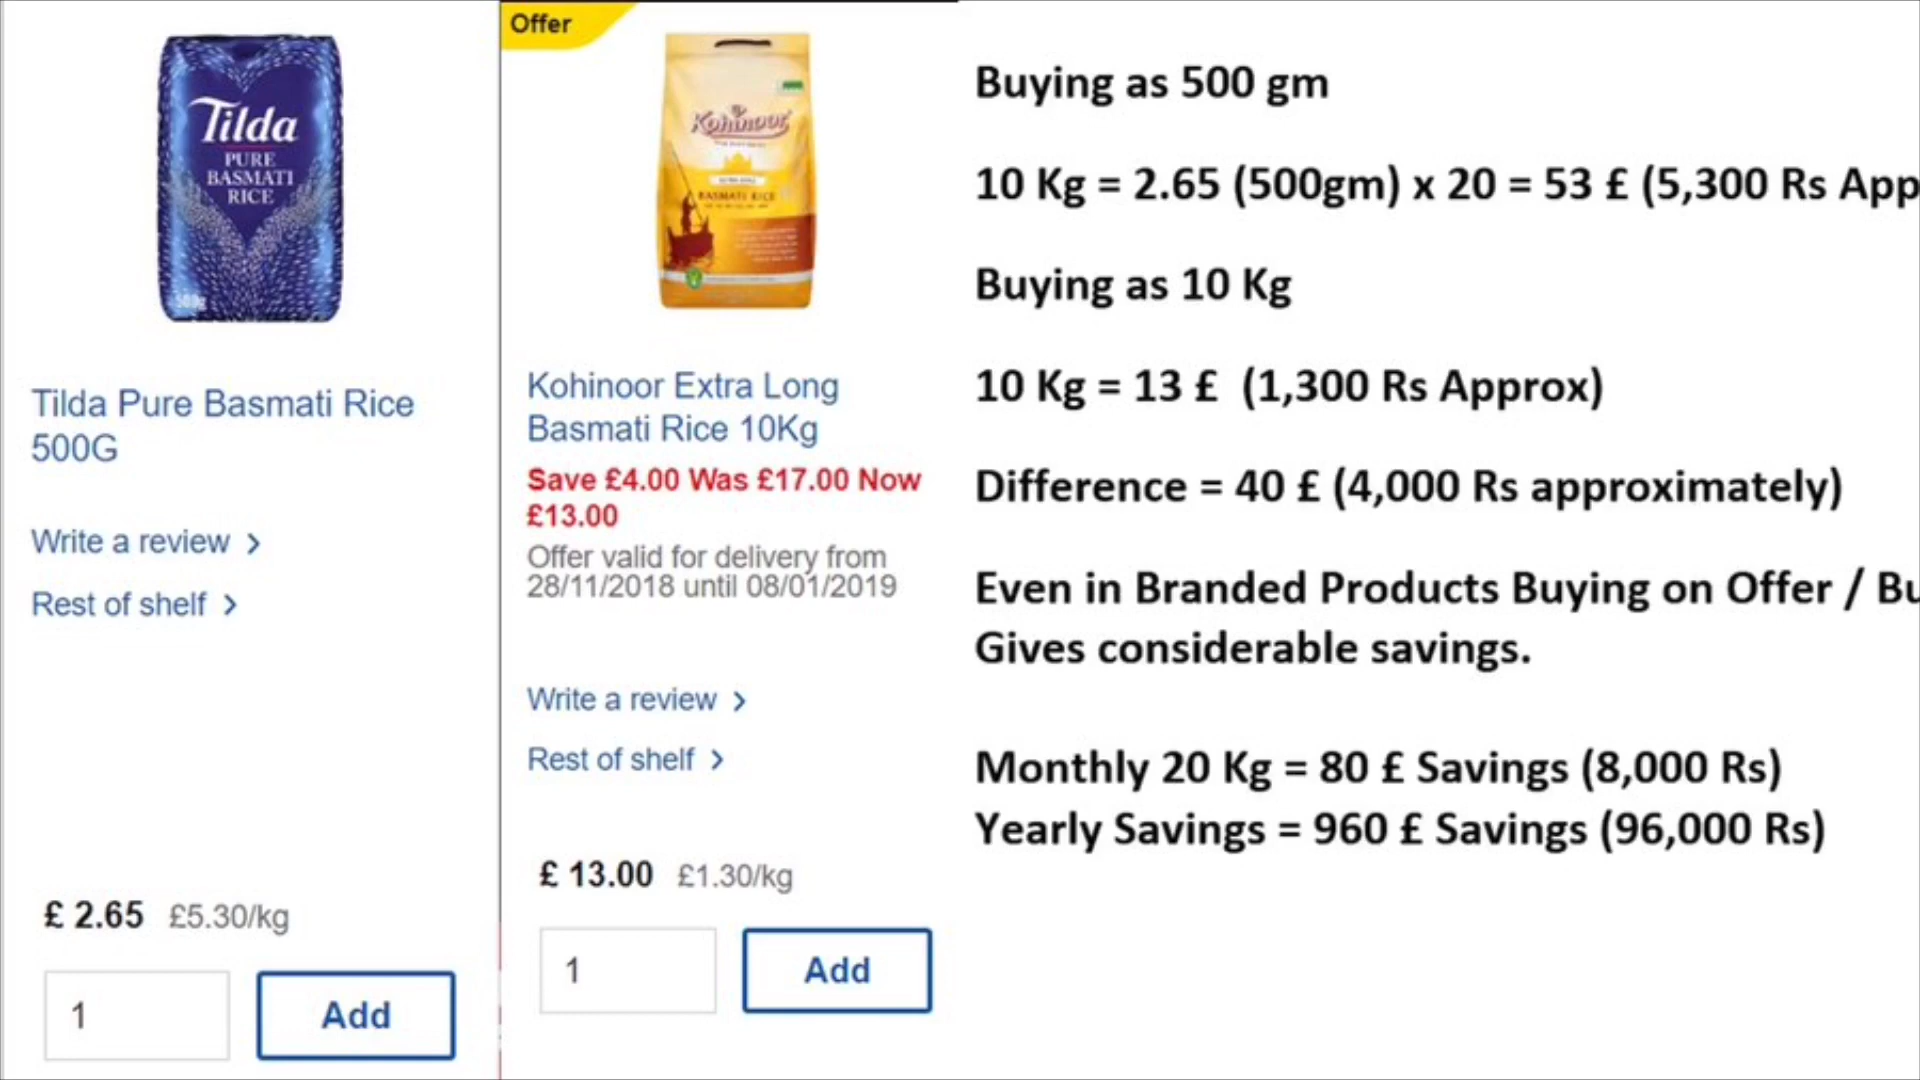 Tilda
PURE
BASMATI
RICE
500g
Tilda Pure Basmati Rice
500G
Write a review >
Rest of shelf >
£ 2.65 £5.30/kg
1
Add
Offer
Kohinoor
BASMATI RICE
Kohinoor Extra Long
Basmati Rice 10Kg
Save £4.00 Was £17.00 Now
£13.00
Offer valid for delivery from
28/11/2018 until 08/01/2019
Write a review >
Rest of shelf >
£ 13.00 £1.30/kg
1
Add
Buying as 500 gm
10 Kg = 2.65 (500gm) x 20 = 53 £ (5,300 Rs App
Buying as 10 Kg
10 Kg = 13 £ (1,300 Rs Approx)
Difference = 40 £ (4,000 Rs approximately)
Even in Branded Products Buying on Offer / Bu
Gives considerable savings.
Monthly 20 Kg = 80 £ Savings (8,000 Rs)
Yearly Savings = 960 £ Savings (96,000 Rs)